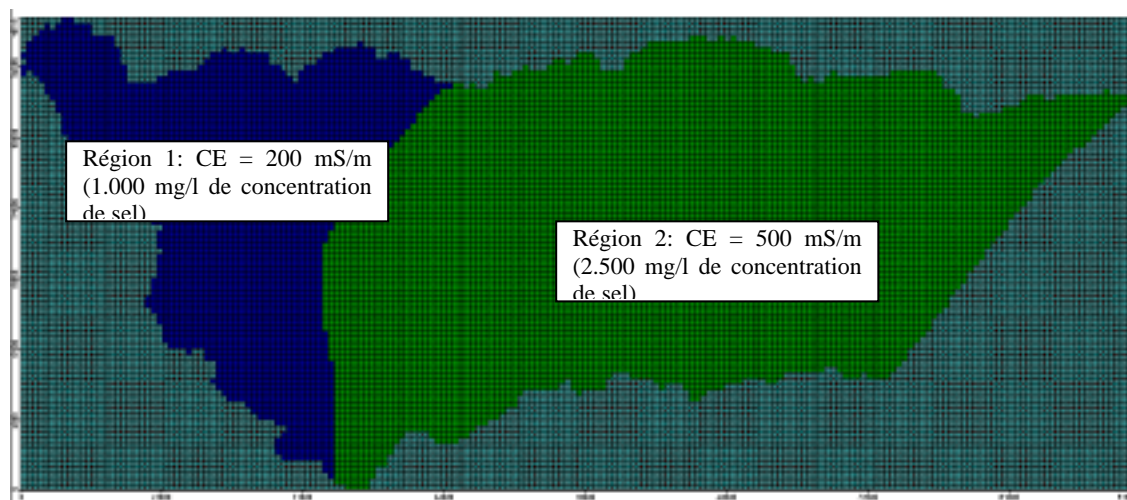 Région 1: CE = 200 mS/m
(1.000 mg/l de concentration
de sel)
Région 2: CE = 500 mS/m
(2.500 mg/l de concentration
de sel)